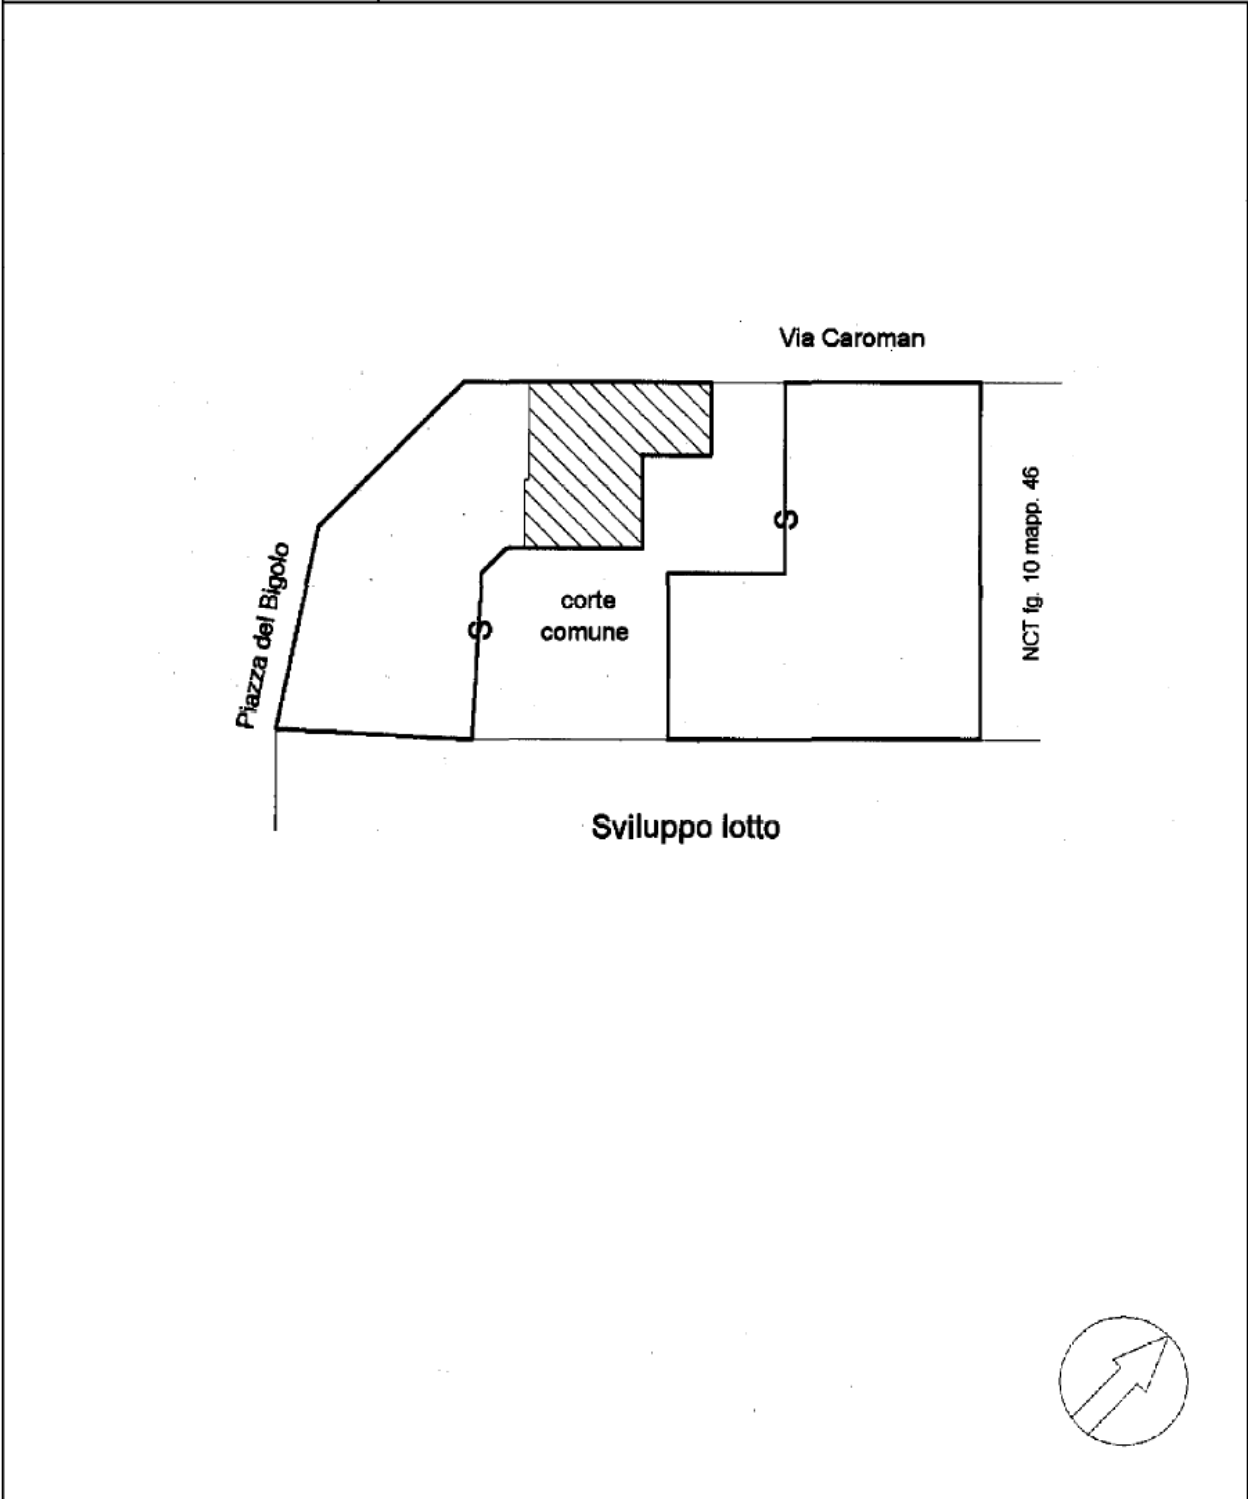 Via Caroman
S
NCT fg. 10 mapp. 46
Piazza del Bigolo
corte
comune
S
Sviluppo lotto